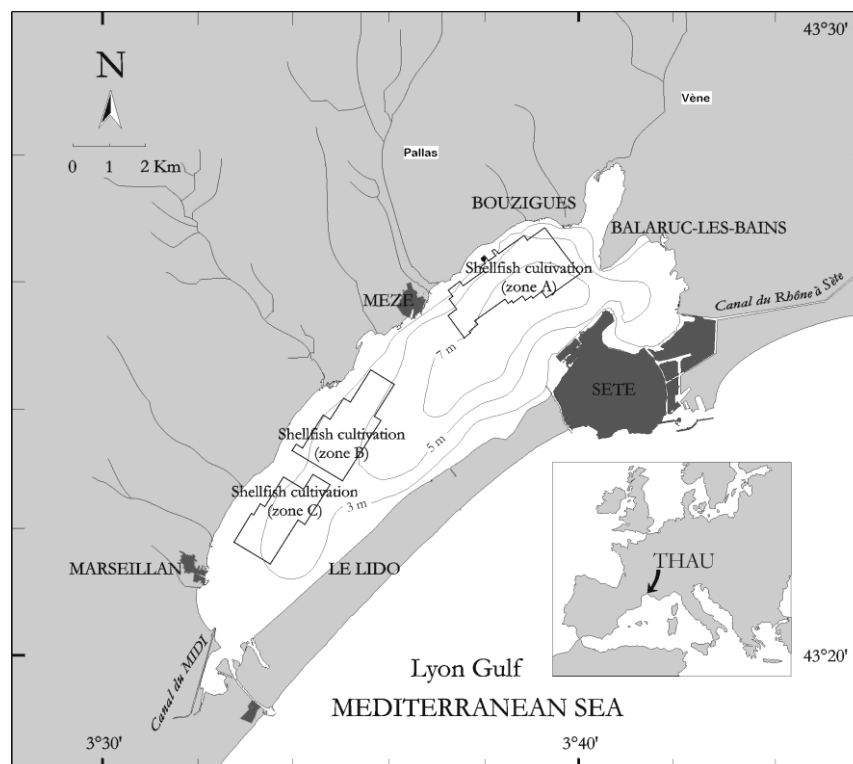 43°30'
N
0 1 2 Km
Vène
Pallas
BOUZIGUES
BALARUC-LES-BAINS
Shellfish cultivation
(zone A)
MEZE
Canal du Rhône à Sète
7 m
SETE
Shellfish cultivation
(zone B)
5 m
Shellfish cultivation
(zone C)
3 m
MARSEILLAN
LE LIDO
THAU
Canal du MIDI
Lyon Gulf
43°20'
MEDITERRANEAN SEA
3°30'
3°40'